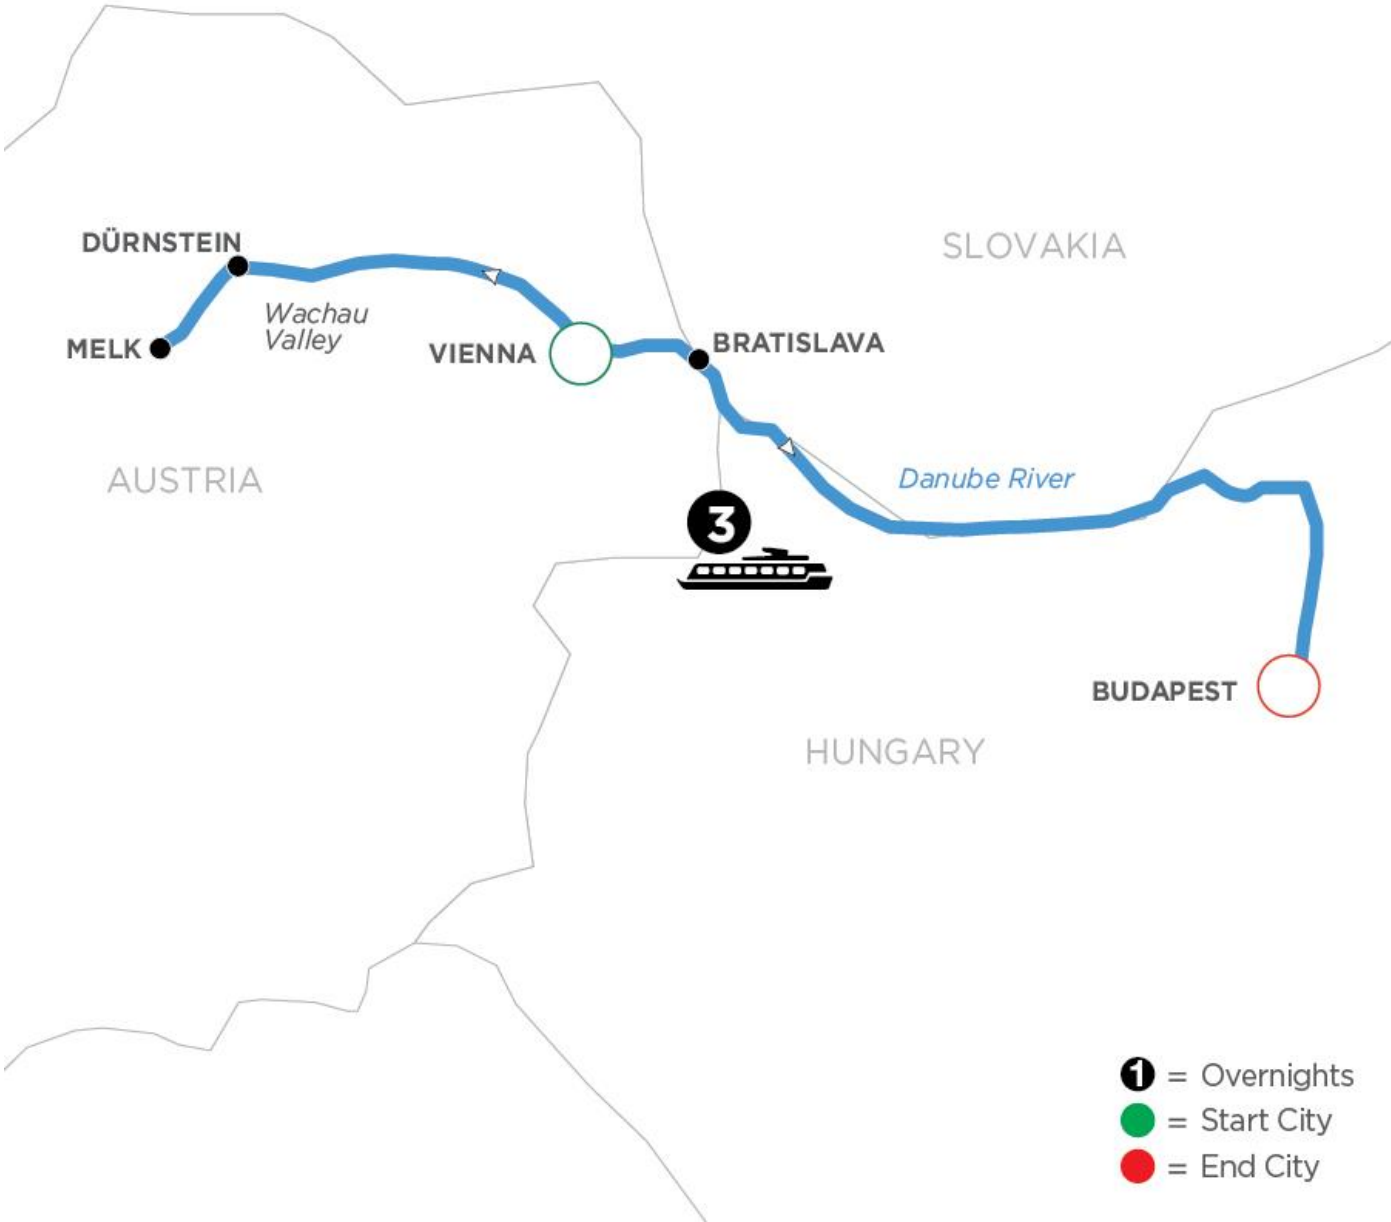 SLOVAKIA
DÜRNSTEIN
Wachau
Valley
MELK
VIENNA
BRATISLAVA
AUSTRIA
Danube River
3
BUDAPEST
HUNGARY
1 = Overnights
= Start City
= End City